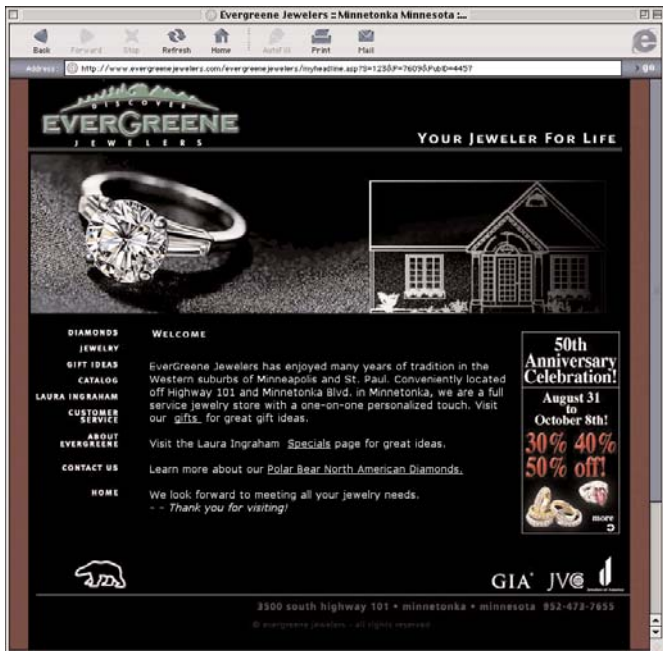 Evergreene Jewelers :: Minnetonka Minnesota :...
Back Forward Stop Refresh Home AutoFill Print Mail
Address: http://www.evergreenejewelers.com/evergreenejewelers/myheadline.asp?S=123&P=7609&PubID=4457 go
DISCOVER
EVERGREENE
JEWELERS
YOUR JEWELER FOR LIFE
DIAMONDS
JEWELRY
GIFT IDEAS
CATALOG
LAURA INGRAHAM
CUSTOMER
SERVICE
ABOUT
EVERGREENE
CONTACT US
HOME
WELCOME
EverGreene Jewelers has enjoyed many years of tradition in the
Western suburbs of Minneapolis and St. Paul. Conveniently located
off Highway 101 and Minnetonka Blvd. in Minnetonka, we are a full
service jewelry store with a one-on-one personalized touch. Visit
our gifts for great gift ideas.
Visit the Laura Ingraham Specials page for great ideas.
Learn more about our Polar Bear North American Diamonds.
We look forward to meeting all your jewelry needs.
- - Thank you for visiting!
50th
Anniversary
Celebration!
August 31
to
October 8th!
30% 40%
50% off!
more
GIA JVC
3500 south highway 101 • minnetonka • minnesota 952-473-7655
© evergreene jewelers - all rights reserved